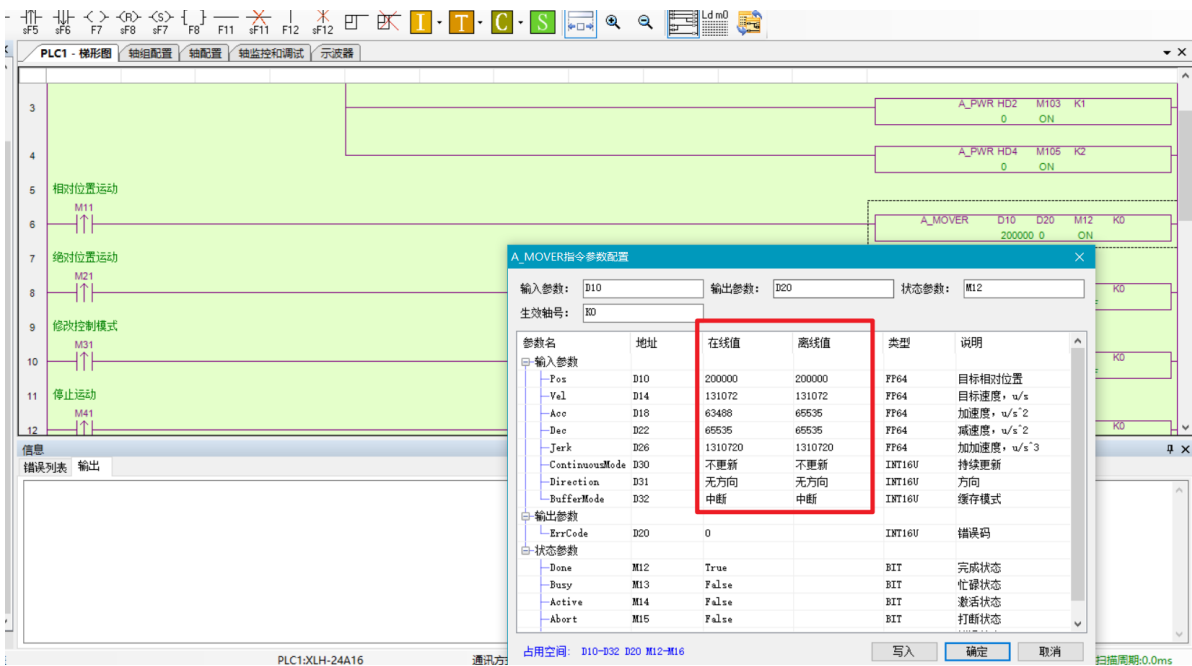 Ld m0
sF5 sF6 F7 sF8 sF7 F8 F11 sF11 F12 sF12 I T C S
PLC1 - 梯形图 轴组配置 轴配置 轴监控和调试 示波器
3 A_PWR HD2 M103 K1
0 ON
4 A_PWR HD4 M105 K2
0 ON
5 相对位置运动
M11
6 A_MOVER D10 D20 M12 K0
200000 0 ON
7 绝对位置运动
M21
8 K0
9 修改控制模式
M31
10 K0
11 停止运动
M41
12 K0
信息
错误列表 输出
A_MOVER指令参数配置
输入参数: D10 输出参数: D20 状态参数: M12
生效轴号: K0
参数名 地址 在线值 离线值 类型 说明
输入参数
Pos D10 200000 200000 FP64 目标相对位置
Vel D14 131072 131072 FP64 目标速度,u/s
Acc D18 63488 65535 FP64 加速度,u/s^2
Dec D22 65535 65535 FP64 减速度,u/s^2
Jerk D26 1310720 1310720 FP64 加加速度,u/s^3
ContinuousMode D30 不更新 不更新 INT16U 持续更新
Direction D31 无方向 无方向 INT16U 方向
BufferMode D32 中断 中断 INT16U 缓存模式
输出参数
ErrCode D20 0 INT16U 错误码
状态参数
Done M12 True BIT 完成状态
Busy M13 False BIT 忙碌状态
Active M14 False BIT 激活状态
Abort M15 False BIT 打断状态
占用空间: D10-D32 D20 M12-M16 写入 确定 取消
PLC1:XLH-24A16 通讯方 扫描周期:0.0ms